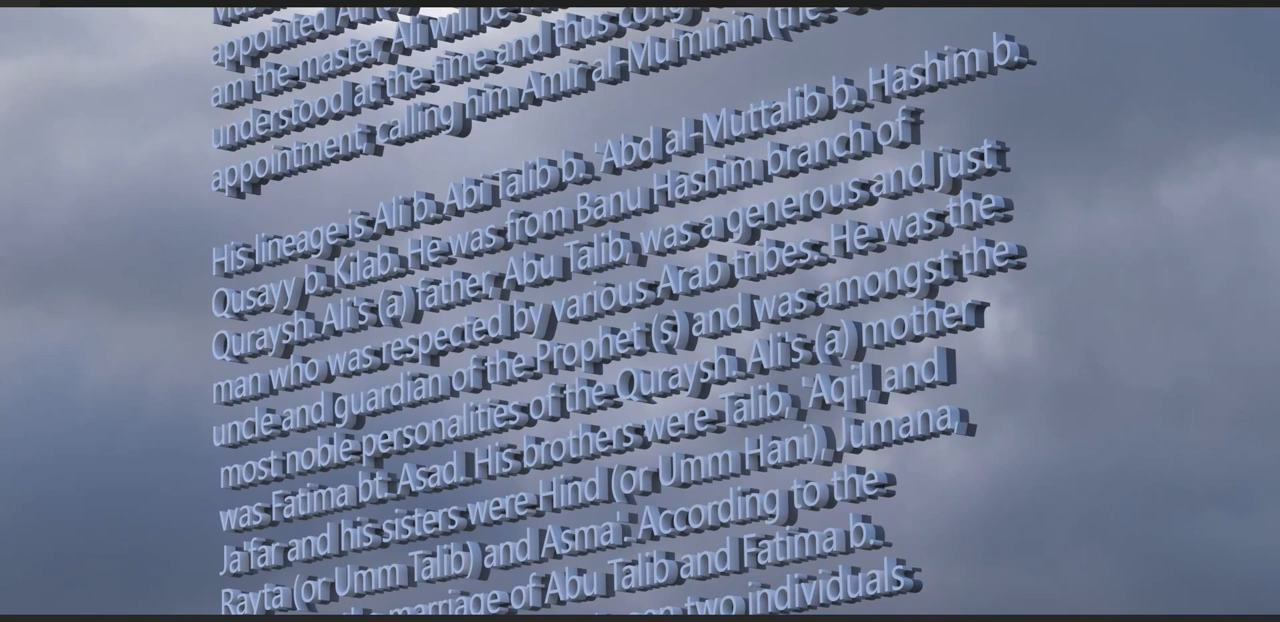 appointed Ali (a)
am the master, Ali will be
understood at the time and thus cong
appointment, calling him Amir al-Mu'minin (the
His lineage is Ali b. Abi Talib b. 'Abd al-Muttalib b. Hashim b.
Qusayy b. Kilab. He was from Banu Hashim branch of
Quraysh. Ali's (a) father, Abu Talib, was a generous and just
man who was respected by various Arab tribes. He was the
uncle and guardian of the Prophet (s) and was amongst the
most noble personalities of the Quraysh. Ali's (a) mother
was Fatima bt. Asad. His brothers were Talib, 'Aqil, and
Ja'far and his sisters were Hind (or Umm Hani), Jumana,
Rayta (or Umm Talib) and Asma'. According to the
marriage of Abu Talib and Fatima b.
two individuals